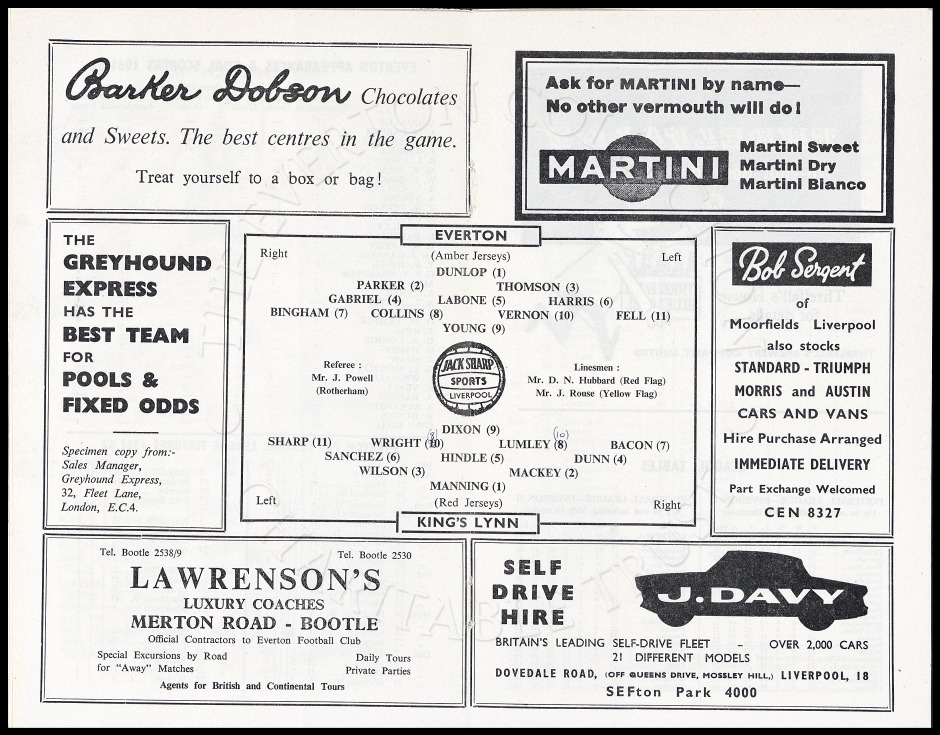 Barker Dobson Chocolates
and Sweets. The best centres in the game.
Treat yourself to a box or bag!
Ask for MARTINI by name—
No other vermouth will do!
MARTINI
Martini Sweet
Martini Dry
Martini Bianco
THE
GREYHOUND
EXPRESS
HAS THE
BEST TEAM
FOR
POOLS &
FIXED ODDS
Specimen copy from:-
Sales Manager,
Greyhound Express,
32, Fleet Lane,
London, E.C.4.
EVERTON
Right (Amber Jerseys) Left
DUNLOP (1)
PARKER (2) THOMSON (3)
GABRIEL (4) LABONE (5) HARRIS (6)
BINGHAM (7) COLLINS (8) VERNON (10) FELL (11)
YOUNG (9)
Referee :
Mr. J. Powell
(Rotherham)
JACK SHARP
SPORTS
LIVERPOOL
Linesmen :
Mr. D. N. Hubbard (Red Flag)
Mr. J. Rouse (Yellow Flag)
DIXON (9)
(8) (10)
SHARP (11) WRIGHT (10) LUMLEY (8) BACON (7)
SANCHEZ (6) HINDLE (5) DUNN (4)
WILSON (3) MACKEY (2)
MANNING (1)
Left (Red Jerseys) Right
KING'S LYNN
Bob Sergent
of
Moorfields Liverpool
also stocks
STANDARD - TRIUMPH
MORRIS and AUSTIN
CARS AND VANS
Hire Purchase Arranged
IMMEDIATE DELIVERY
Part Exchange Welcomed
CEN 8327
Tel. Bootle 2538/9 Tel. Bootle 2530
LAWRENSON'S
LUXURY COACHES
MERTON ROAD - BOOTLE
Official Contractors to Everton Football Club
Special Excursions by Road Daily Tours
for "Away" Matches Private Parties
Agents for British and Continental Tours
SELF
DRIVE
HIRE
J. DAVY
BRITAIN'S LEADING SELF-DRIVE FLEET – OVER 2,000 CARS
21 DIFFERENT MODELS
DOVEDALE ROAD, (OFF QUEENS DRIVE, MOSSLEY HILL,) LIVERPOOL, 18
SEFton Park 4000